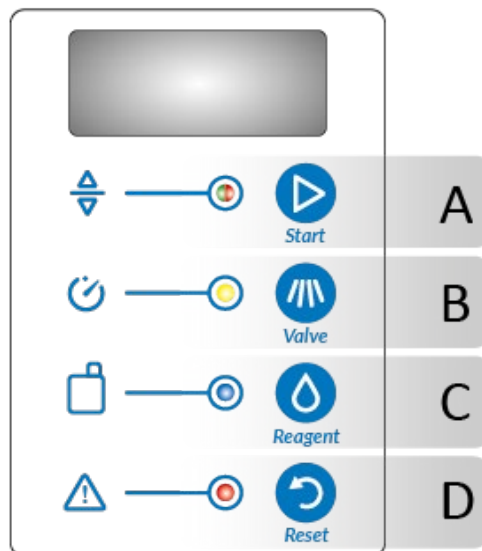 Start
A
Valve
B
Reagent
C
Reset
D